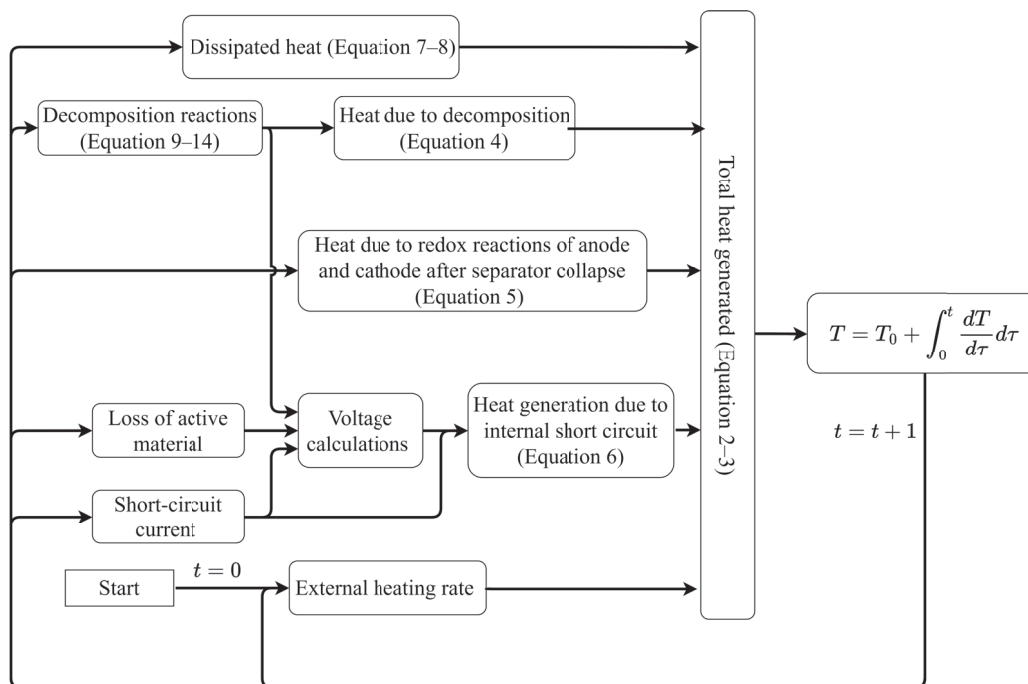 Dissipated heat (Equation 7–8)
Decomposition reactions
(Equation 9–14)
Heat due to decomposition
(Equation 4)
Heat due to redox reactions of anode
and cathode after separator collapse
(Equation 5)
Loss of active
material
Voltage
calculations
Heat generation due to
internal short circuit
(Equation 6)
Short-circuit
current
Start
t = 0
External heating rate
Total heat generated (Equation 2–3)
T = T₀ + ∫₀ᵗ dT/dτ dτ
t = t + 1